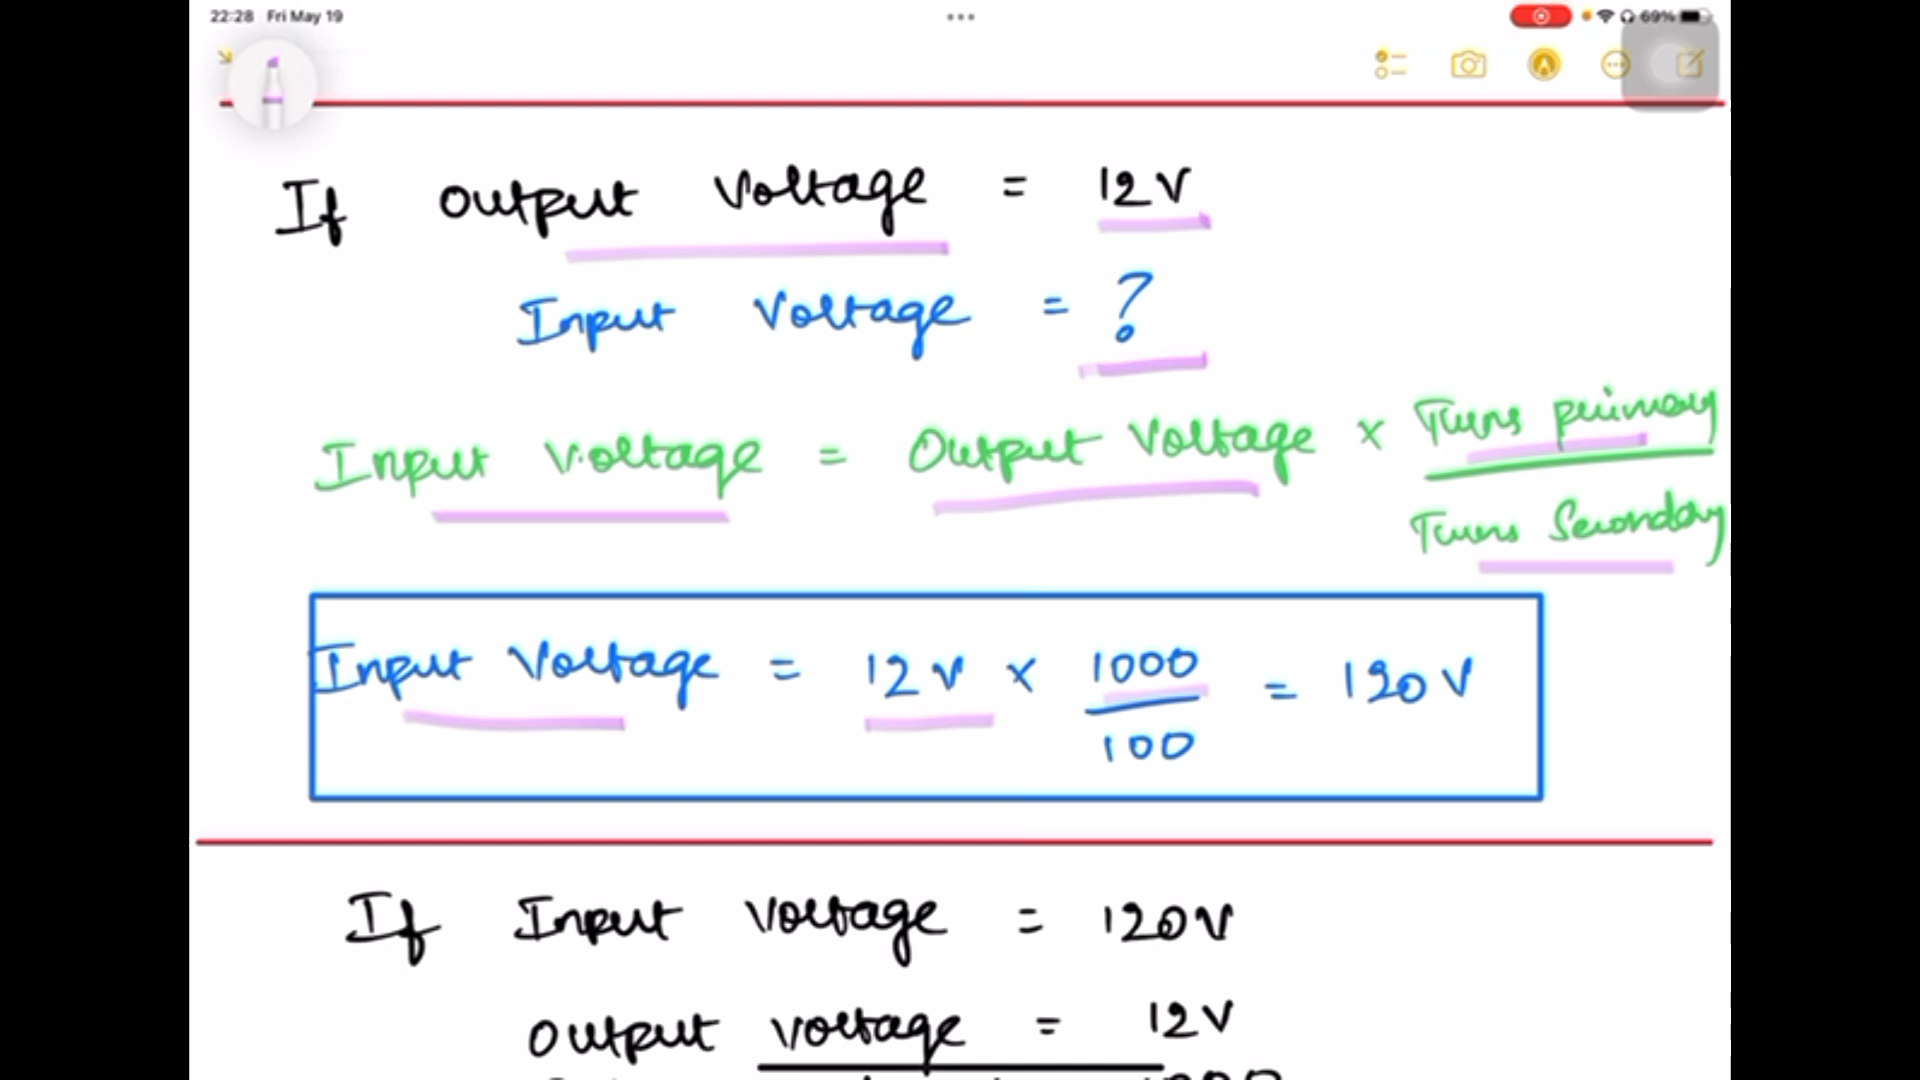 22:28 Fri May 19
69%
If output voltage = 12V
Input Voltage = ?
Input Voltage = Output Voltage x Turns primary
Turns Secondary
Input Voltage = 12V x 1000 = 120V
100
If Input Voltage = 120V
output voltage = 12V